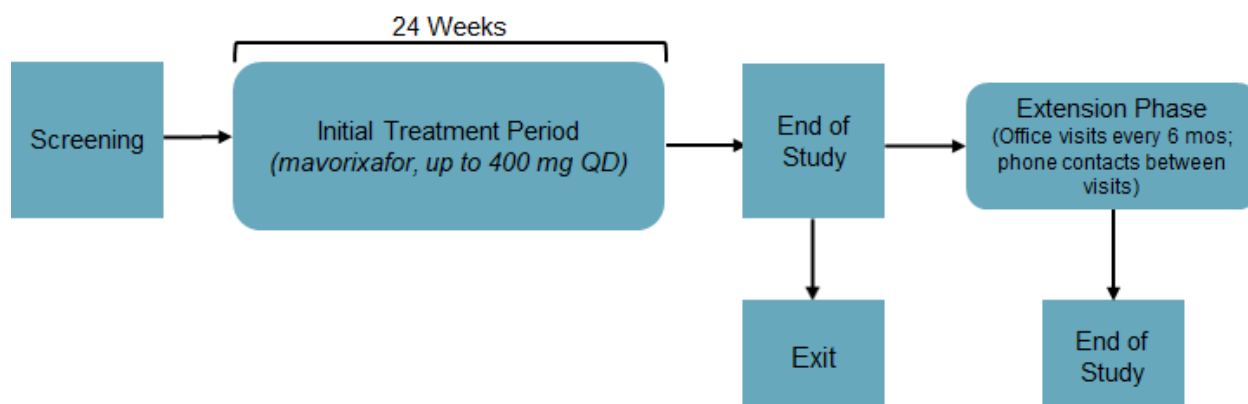 24 Weeks
Screening
Initial Treatment Period
(mavorixafor, up to 400 mg QD)
End of
Study
Extension Phase
(Office visits every 6 mos;
phone contacts between
visits)
Exit
End of
Study